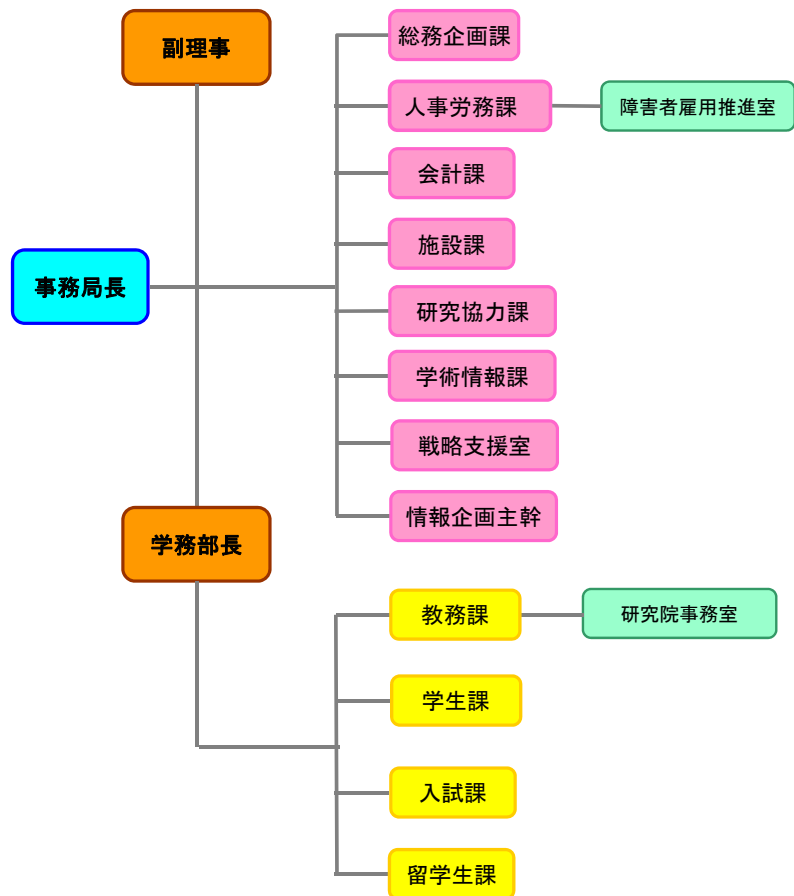 副理事
総務企画課
人事労務課
障害者雇用推進室
会計課
施設課
事務局長
研究協力課
学術情報課
戦略支援室
情報企画主幹
学務部長
教務課
研究院事務室
学生課
入試課
留学生課